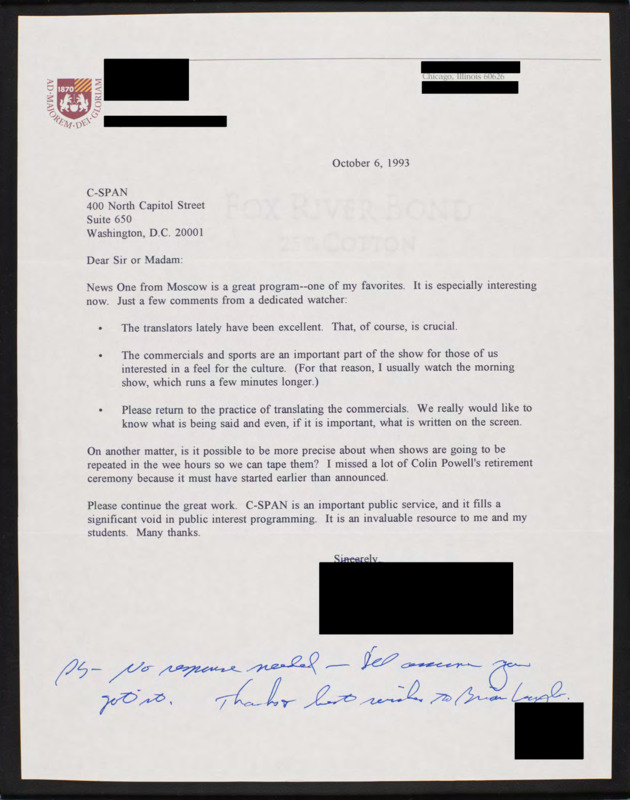 1870
AD·MAJOREM·DEI·GLORIAM
Chicago, Illinois 60626
October 6, 1993
C-SPAN
400 North Capitol Street
Suite 650
Washington, D.C. 20001
FOX RIVER BOND
25% COTTON
Dear Sir or Madam:
News One from Moscow is a great program--one of my favorites. It is especially interesting
now. Just a few comments from a dedicated watcher:
• The translators lately have been excellent. That, of course, is crucial.
• The commercials and sports are an important part of the show for those of us
interested in a feel for the culture. (For that reason, I usually watch the morning
show, which runs a few minutes longer.)
• Please return to the practice of translating the commercials. We really would like to
know what is being said and even, if it is important, what is written on the screen.
On another matter, is it possible to be more precise about when shows are going to be
repeated in the wee hours so we can tape them? I missed a lot of Colin Powell's retirement
ceremony because it must have started earlier than announced.
Please continue the great work. C-SPAN is an important public service, and it fills a
significant void in public interest programming. It is an invaluable resource to me and my
students. Many thanks.
Sincerely,
PS - No response needed - I'll assume you
got it. Thanks & best wishes to Brian Lamb.